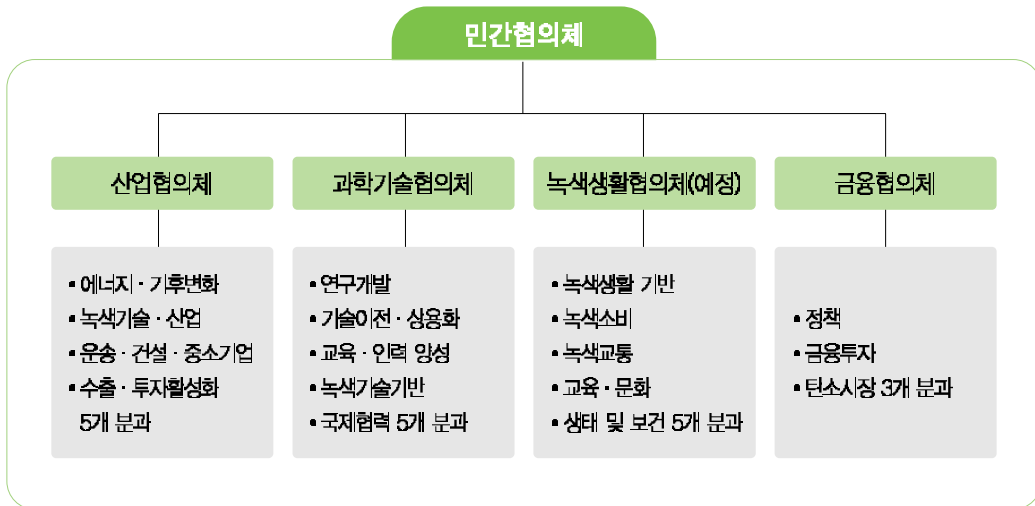 민간협의체
산업협의체
• 에너지 · 기후변화
• 녹색기술 · 산업
• 운송 · 건설 · 중소기업
• 수출 · 투자활성화
5개 분과
과학기술협의체
• 연구개발
• 기술이전 · 상용화
• 교육 · 인력 양성
• 녹색기술기반
• 국제협력 5개 분과
녹색생활협의체(예정)
• 녹색생활 기반
• 녹색소비
• 녹색교통
• 교육 · 문화
• 생태 및 보건 5개 분과
금융협의체
• 정책
• 금융투자
• 탄소시장 3개 분과